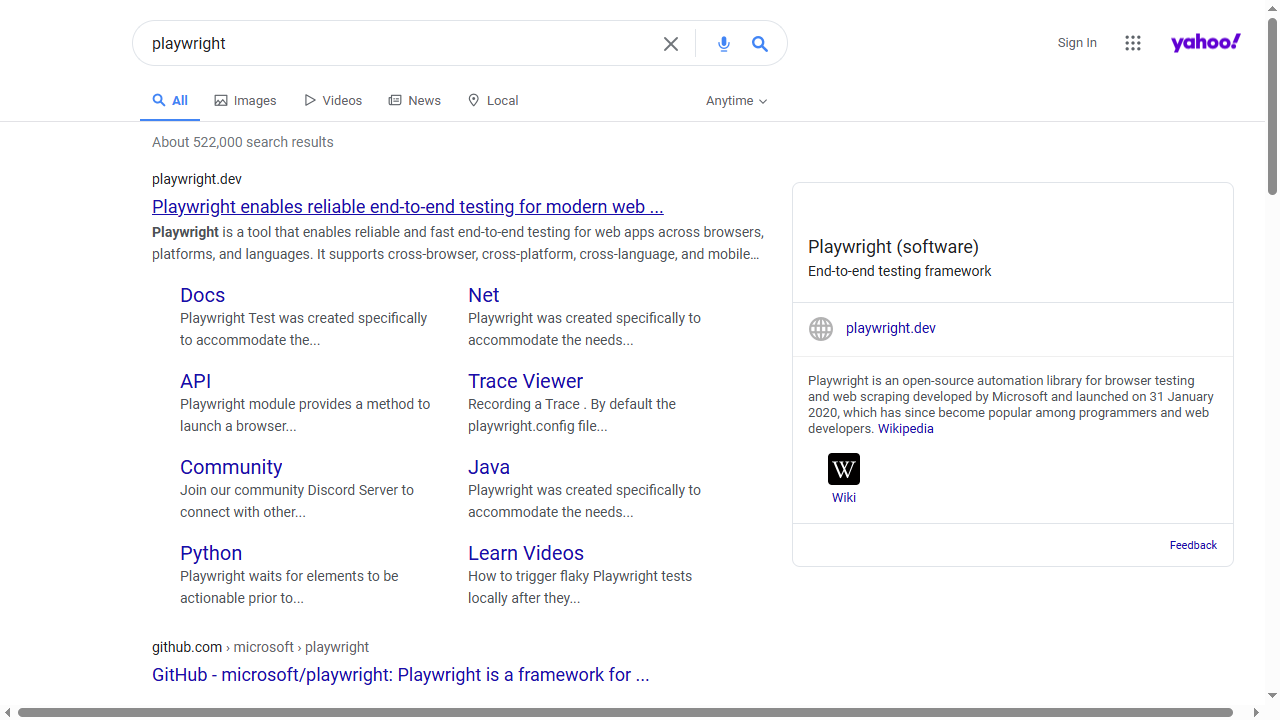 playwright
Sign In
yahoo!
All
Images
Videos
News
Local
Anytime
About 522,000 search results
playwright.dev
Playwright enables reliable end-to-end testing for modern web ...
Playwright is a tool that enables reliable and fast end-to-end testing for web apps across browsers,
platforms, and languages. It supports cross-browser, cross-platform, cross-language, and mobile…
Docs
Playwright Test was created specifically
to accommodate the...
Net
Playwright was created specifically to
accommodate the needs...
API
Playwright module provides a method to
launch a browser...
Trace Viewer
Recording a Trace . By default the
playwright.config file...
Community
Join our community Discord Server to
connect with other...
Java
Playwright was created specifically to
accommodate the needs...
Python
Playwright waits for elements to be
actionable prior to...
Learn Videos
How to trigger flaky Playwright tests
locally after they...
github.com › microsoft › playwright
GitHub - microsoft/playwright: Playwright is a framework for ...
Playwright (software)
End-to-end testing framework
playwright.dev
Playwright is an open-source automation library for browser testing
and web scraping developed by Microsoft and launched on 31 January
2020, which has since become popular among programmers and web
developers. Wikipedia
W
Wiki
Feedback